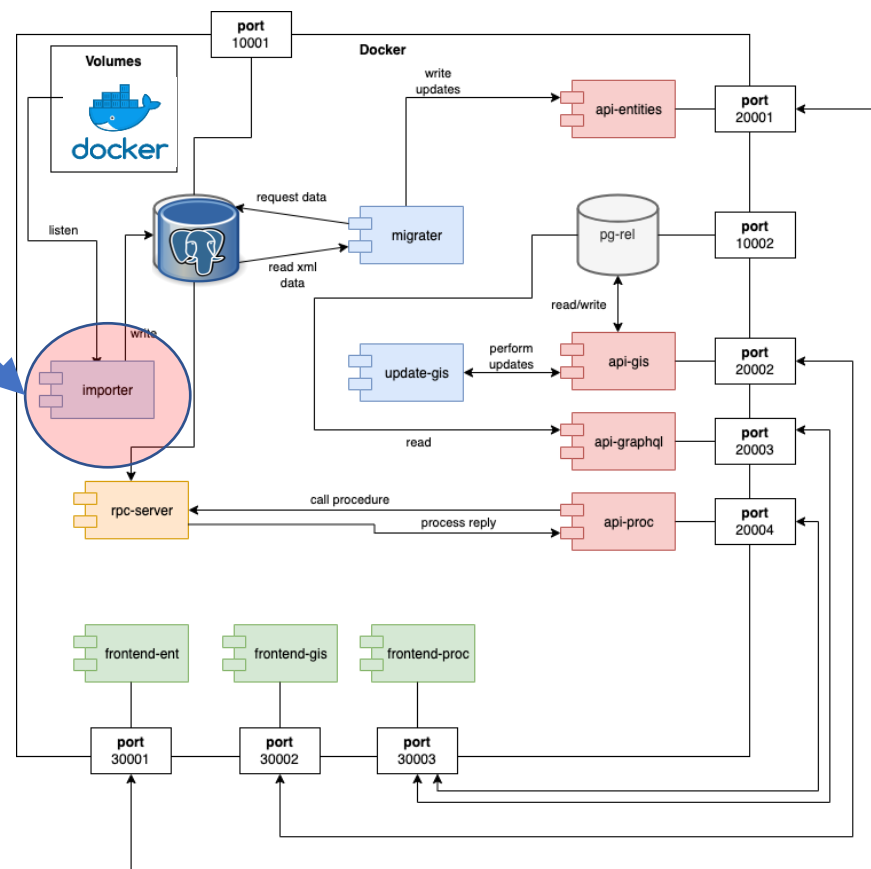 port
10001
Docker
Volumes
docker
write
updates
api-entities
port
20001
request data
listen
migrater
pg-rel
port
10002
read xml
data
write
read/write
importer
update-gis
perform
updates
api-gis
port
20002
read
api-graphql
port
20003
rpc-server
call procedure
process reply
api-proc
port
20004
frontend-ent
frontend-gis
frontend-proc
port
30001
port
30002
port
30003